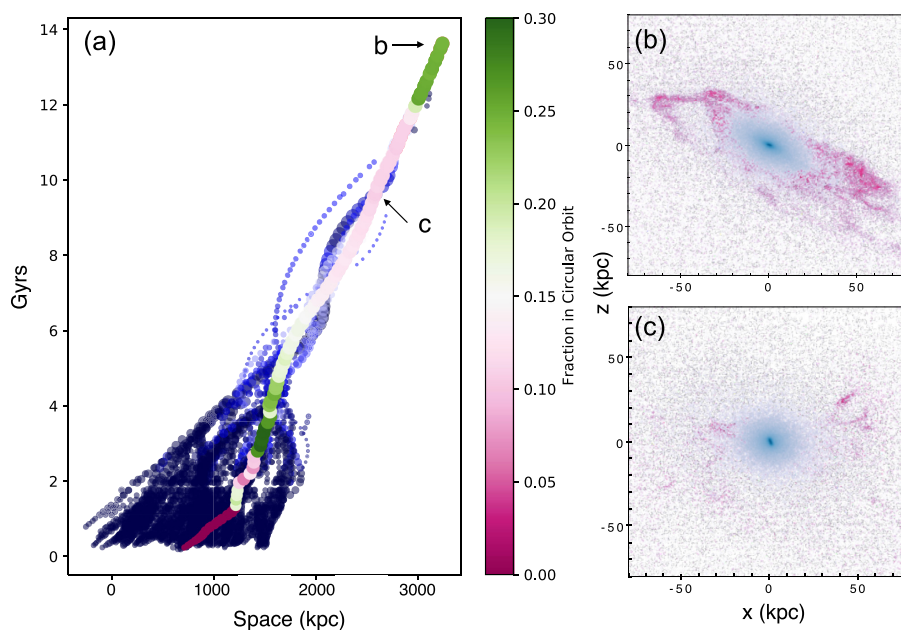 (a)
b
c
14
12
10
8
6
4
2
0
Gyrs
0 1000 2000 3000
Space (kpc)
0.30
0.25
0.20
0.15
0.10
0.05
0.00
Fraction in Circular Orbit
(b)
50
0
-50
-50 0 50
z (kpc)
(c)
50
0
-50
-50 0 50
x (kpc)